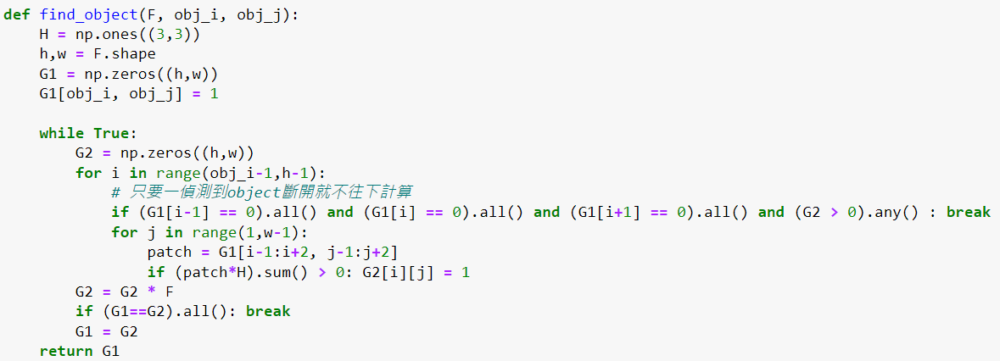 def find_object(F, obj_i, obj_j):
    H = np.ones((3,3))
    h,w = F.shape
    G1 = np.zeros((h,w))
    G1[obj_i, obj_j] = 1
    while True:
        G2 = np.zeros((h,w))
        for i in range(obj_i-1,h-1):
            # 只要一偵測到object斷開就不往下計算
            if (G1[i-1] == 0).all() and (G1[i] == 0).all() and (G1[i+1] == 0).all() and (G2 > 0).any() : break
            for j in range(1,w-1):
                patch = G1[i-1:i+2, j-1:j+2]
                if (patch*H).sum() > 0: G2[i][j] = 1
        G2 = G2 * F
        if (G1==G2).all(): break
        G1 = G2
    return G1